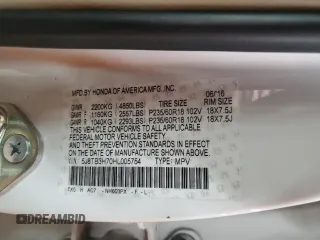 MFD.BY HONDA OF AMERICA MFG.,INC. 06/16
GVWR 2200KG( 4850LBS) TIRE SIZE RIM SIZE
GAWR F 1160KG( 2557LBS) P235/60R18 102V 18X7.5J
GAWR R 1040KG( 2293LBS) P235/60R18 102V 18X7.5J
THIS VEHICLE CONFORMS TO ALL APPLICABLE
FEDERAL MOTOR VEHICLE SAFETY
AND THEFT PREVENTION STANDARDS IN EFFECT
ON THE DATE OF MANUFACTURE SHOWN ABOVE.
V.I.N.: 5J8TB3H70HL005754 TYPE: MPV
DREAMBID